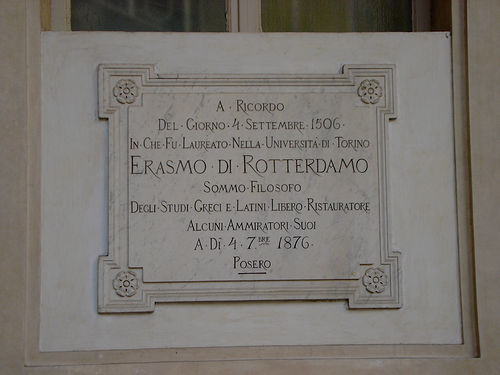 A · RICORDO
DEL · GIORNO · 4 · SETTEMBRE · 1506 ·
IN · CHE · FU · LAUREATO · NELLA · UNIVERSITÀ · DI · TORINO
ERASMO · DI · ROTTERDAMO
SOMMO · FILOSOFO
DEGLI · STUDI · GRECI · E · LATINI · LIBERO · RISTAURATORE
ALCUNI · AMMIRATORI · SUOI
A · DÌ · 4 · 7.BRE 1876 ·
POSERO